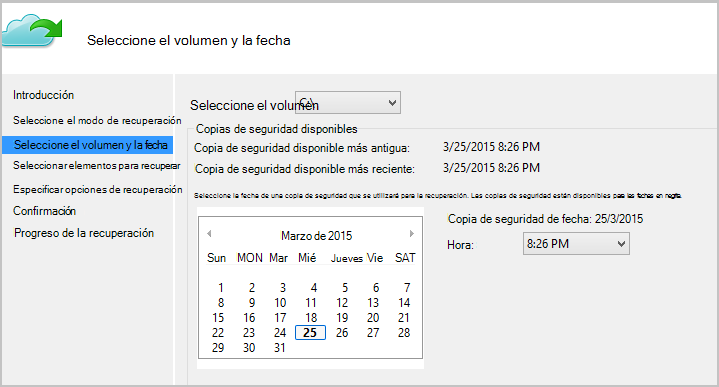 Seleccione el volumen y la fecha
Introducción
Seleccione el modo de recuperación
Seleccione el volumen y la fecha
Seleccionar elementos para recuperar
Especificar opciones de recuperación
Confirmación
Progreso de la recuperación
Seleccione el volumen C:\
Copias de seguridad disponibles
Copia de seguridad disponible más antigua: 3/25/2015 8:26 PM
Copia de seguridad disponible más reciente: 3/25/2015 8:26 PM
Seleccione la fecha de una copia de seguridad que se utilizará para la recuperación. Las copias de seguridad están disponibles para las fechas en negrita.
Marzo de 2015
Sun MON Mar Mié Jueves Vie SAT
1 2 3 4 5 6 7
8 9 10 11 12 13 14
15 16 17 18 19 20 21
22 23 24 25 26 27 28
29 30 31
Copia de seguridad de fecha: 25/3/2015
Hora: 8:26 PM